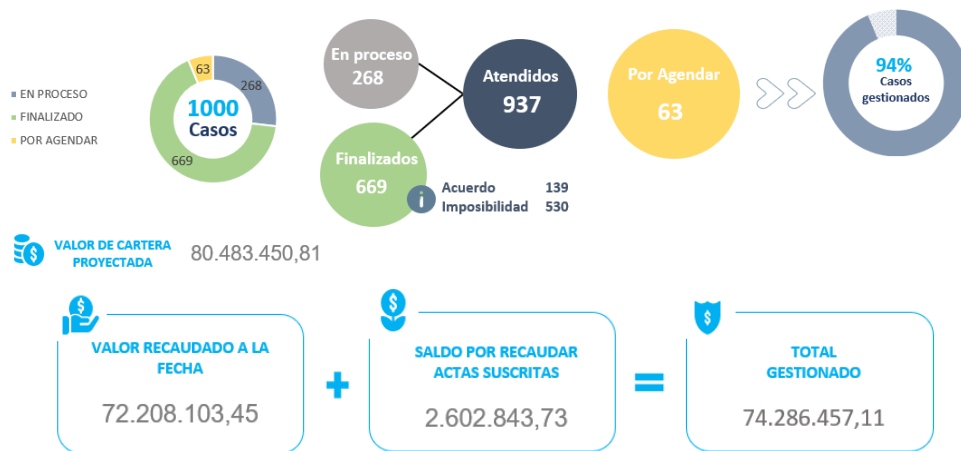 EN PROCESO
FINALIZADO
POR AGENDAR
63
268
669
1000
Casos
En proceso
268
Finalizados
669
Atendidos
937
Acuerdo 139
Imposibilidad 530
Por Agendar
63
94%
Casos
gestionados
VALOR DE CARTERA
PROYECTADA
80.483.450,81
VALOR RECAUDADO A LA
FECHA
72.208.103,45
+
SALDO POR RECAUDAR
ACTAS SUSCRITAS
2.602.843,73
=
TOTAL
GESTIONADO
74.286.457,11